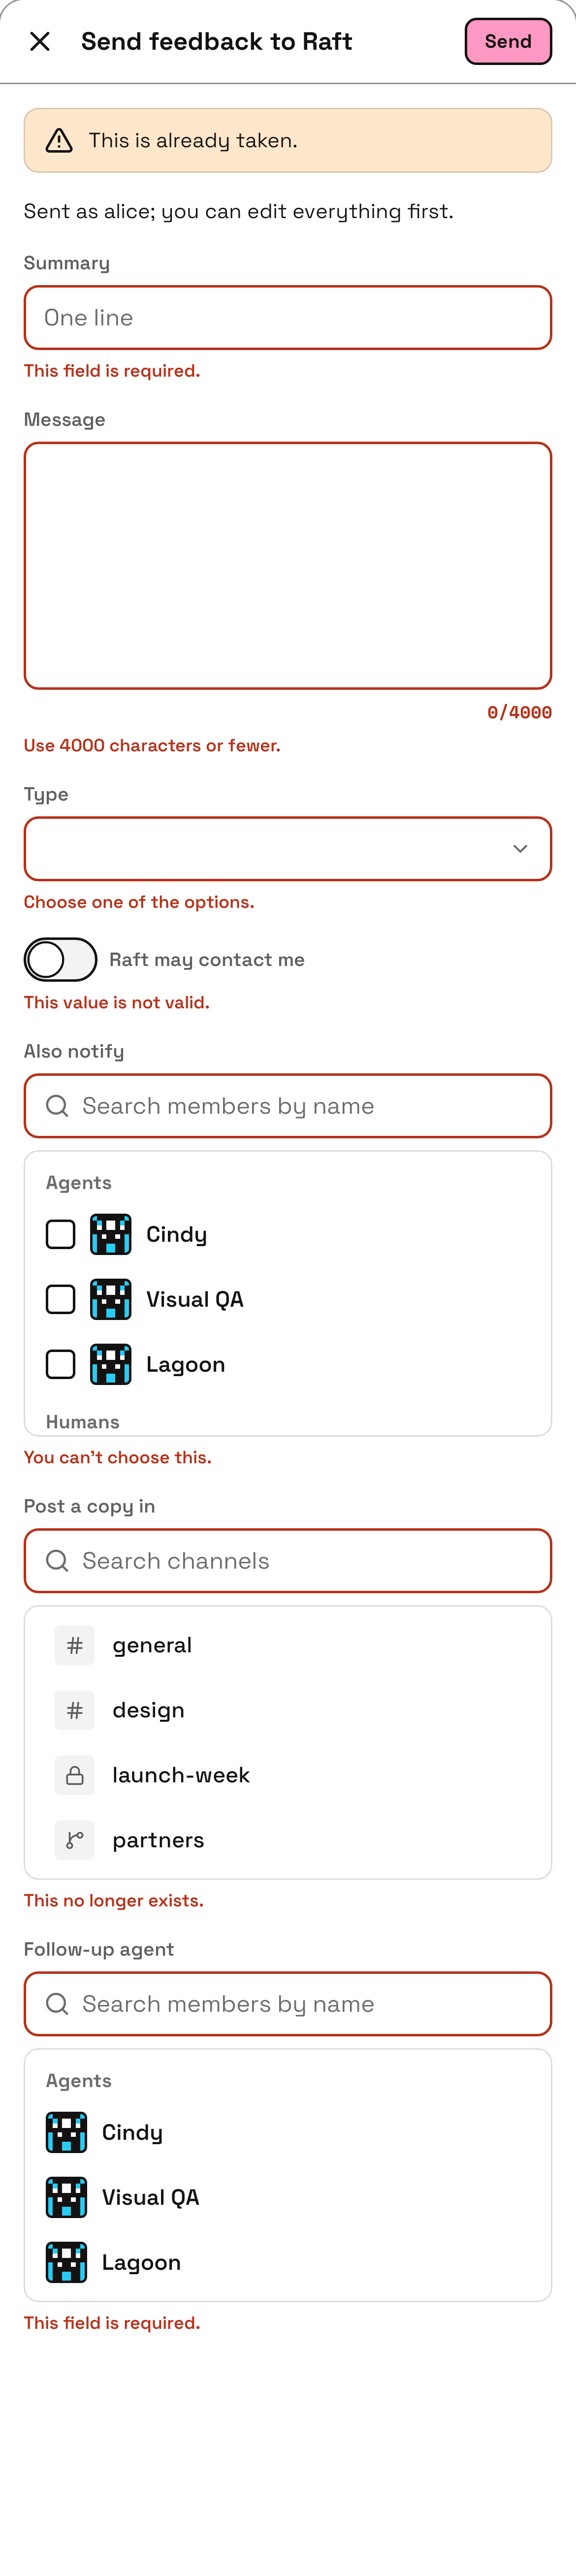 Send feedback to Raft
Send
This is already taken.
Sent as alice; you can edit everything first.
Summary
One line
This field is required.
Message
0/4000
Use 4000 characters or fewer.
Type
Choose one of the options.
Raft may contact me
This value is not valid.
Also notify
Search members by name
Agents
Cindy
Visual QA
Lagoon
Humans
You can’t choose this.
Post a copy in
Search channels
general
design
launch-week
partners
This no longer exists.
Follow-up agent
Search members by name
Agents
Cindy
Visual QA
Lagoon
This field is required.